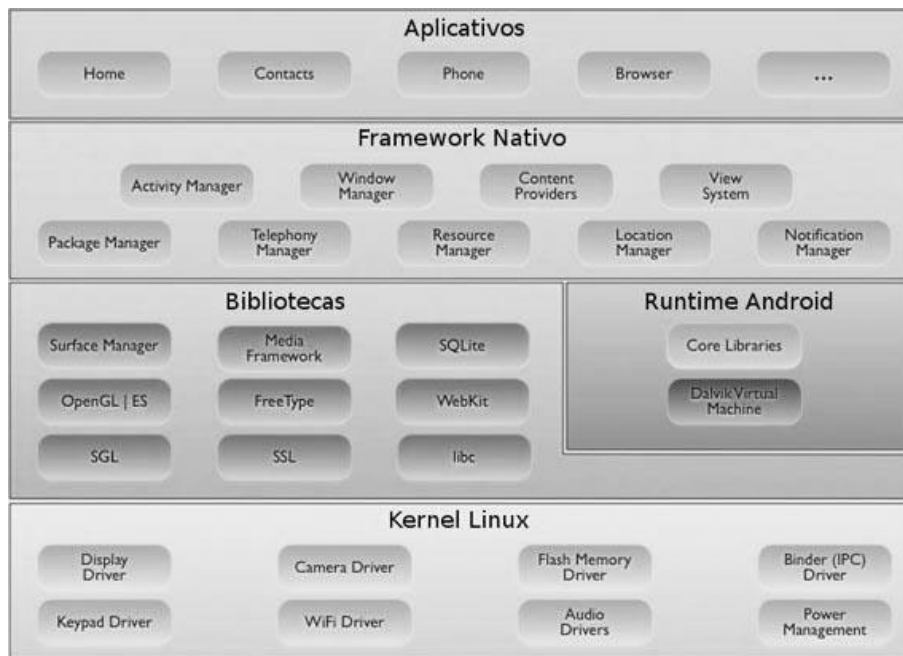 Aplicativos
Home
Contacts
Phone
Browser
...
Framework Nativo
Activity Manager
Window
Manager
Content
Providers
View
System
Package Manager
Telephony
Manager
Resource
Manager
Location
Manager
Notification
Manager
Bibliotecas
Surface Manager
Media
Framework
SQLite
OpenGL | ES
FreeType
WebKit
SGL
SSL
libc
Runtime Android
Core Libraries
Dalvik Virtual
Machine
Kernel Linux
Display
Driver
Camera Driver
Flash Memory
Driver
Binder (IPC)
Driver
Keypad Driver
WiFi Driver
Audio
Drivers
Power
Management